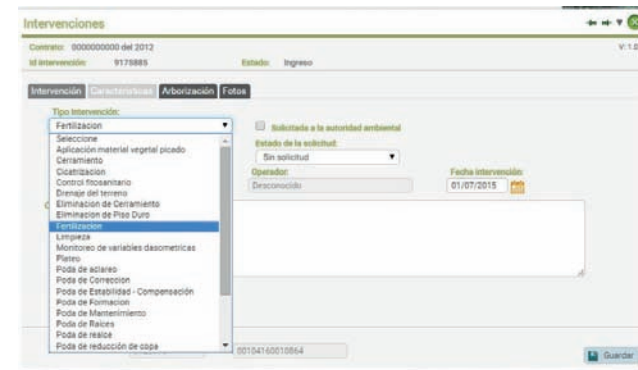 Intervenciones
Contrato: 0000000000 del 2012
V: 1.0
Id intervención: 9175885 Estado: Ingreso
Intervención Características Arborización Fotos
Tipo Intervención:
Fertilizacion
Solicitada a la autoridad ambiental
Estado de la solicitud:
Sin solicitud
Operador: Fecha intervención:
Desconocido 01/07/2015
Seleccione
Aplicación material vegetal picado
Cerramiento
Cicatrizacion
Control fitosanitario
Drenaje del terreno
Eliminacion de Cerramiento
Eliminacion de Piso Duro
Fertilizacion
Limpieza
Monitoreo de variables dasometricas
Plateo
Poda de aclareo
Poda de Correccion
Poda de Estabilidad - Compensación
Poda de Formacion
Poda de Mantenimiento
Poda de Raices
Poda de realce
Poda de reducción de copa
00104160010864
Guardar